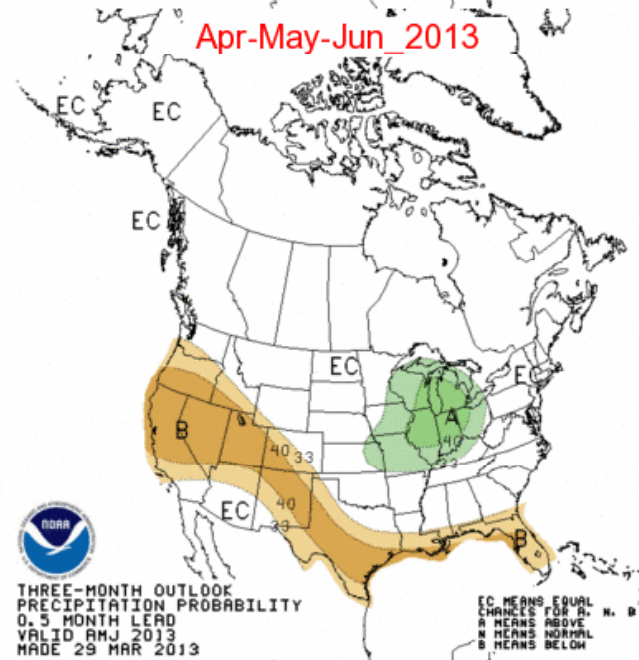 Apr-May-Jun_2013
EC
EC
EC
EC
E
A
B
40
33
40
33
40
33
EC
B
NOAA
THREE-MONTH OUTLOOK
PRECIPITATION PROBABILITY
0.5 MONTH LEAD
VALID AMJ 2013
MADE 29 MAR 2013
EC MEANS EQUAL
CHANCES FOR A, N, B
A MEANS ABOVE
N MEANS NORMAL
B MEANS BELOW